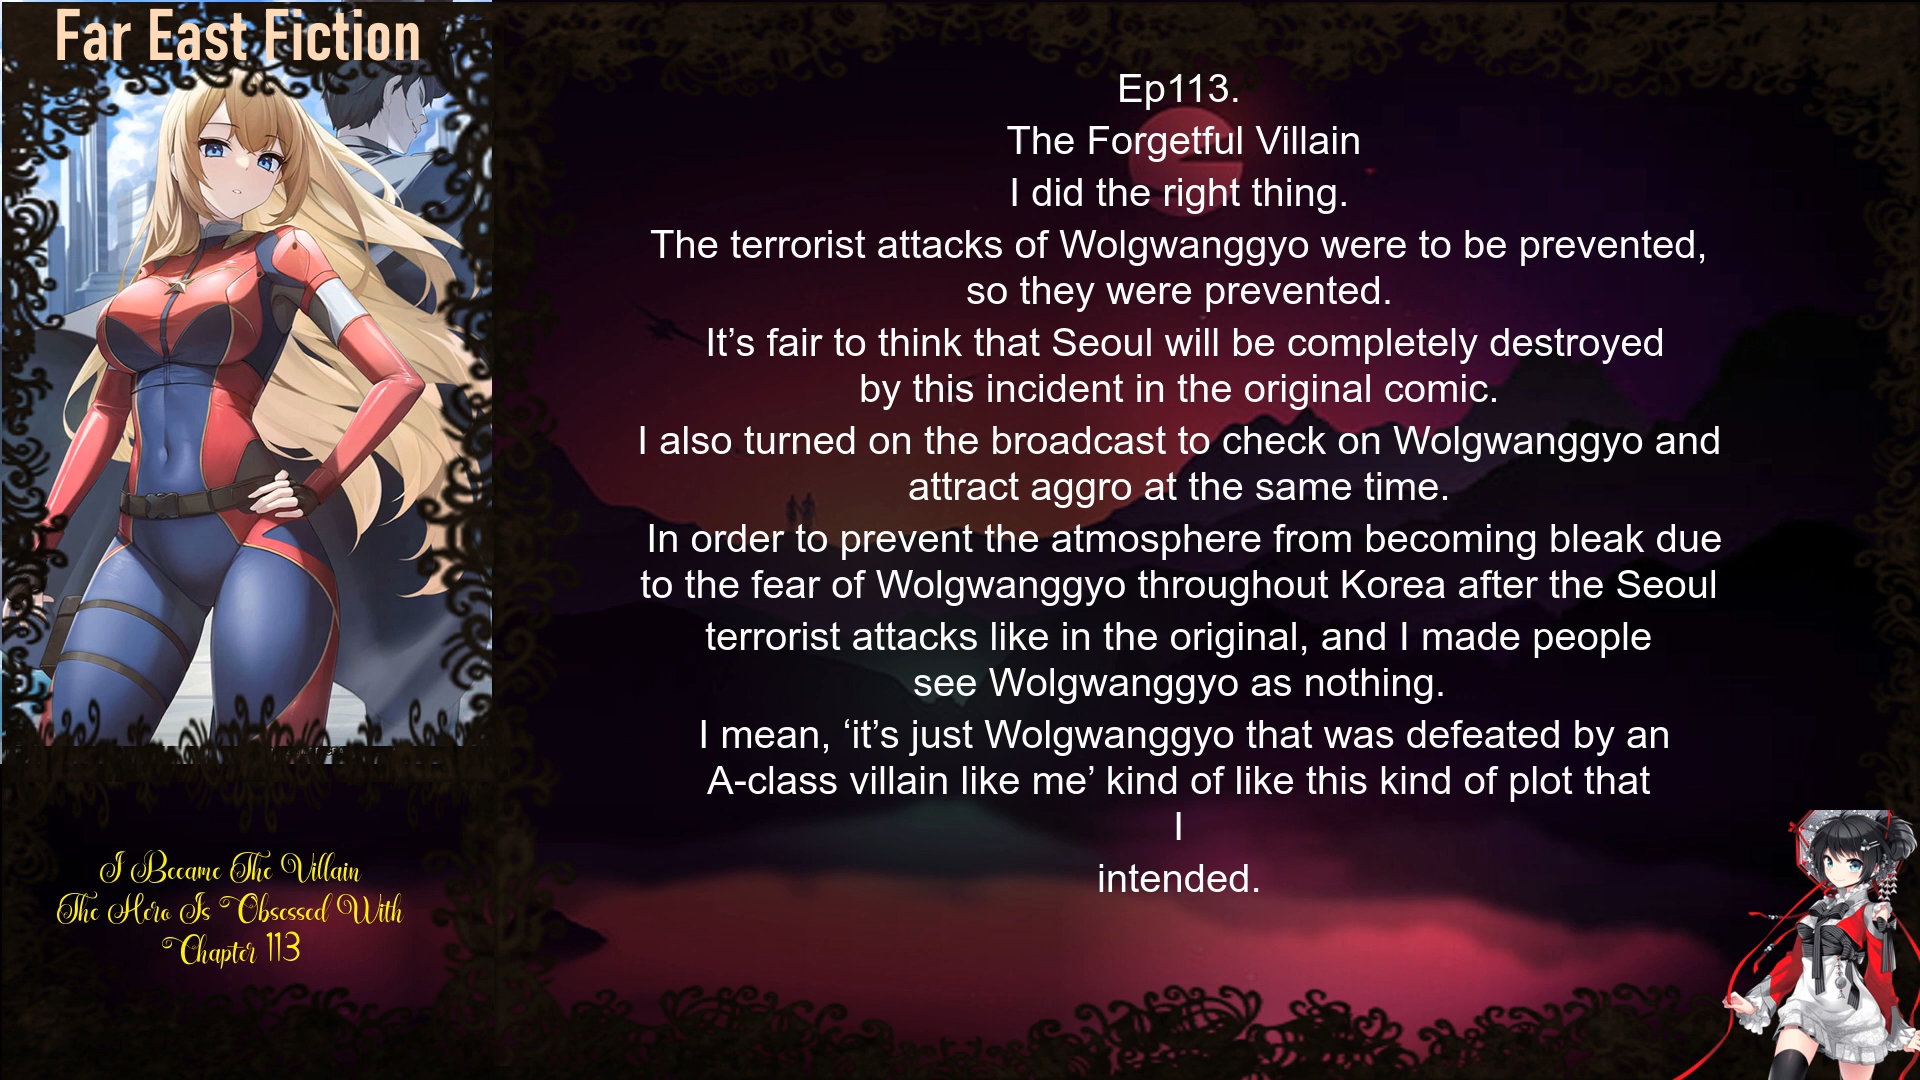 Far East Fiction
Ep113.
The Forgetful Villain
I did the right thing.
The terrorist attacks of Wolgwanggyo were to be prevented,
so they were prevented.
It’s fair to think that Seoul will be completely destroyed
by this incident in the original comic.
I also turned on the broadcast to check on Wolgwanggyo and
attract aggro at the same time.
In order to prevent the atmosphere from becoming bleak due
to the fear of Wolgwanggyo throughout Korea after the Seoul
terrorist attacks like in the original, and I made people
see Wolgwanggyo as nothing.
I mean, ‘it’s just Wolgwanggyo that was defeated by an
A-class villain like me’ kind of like this kind of plot that
I
intended.
I Became The Villain
The Hero Is Obsessed With
Chapter 113